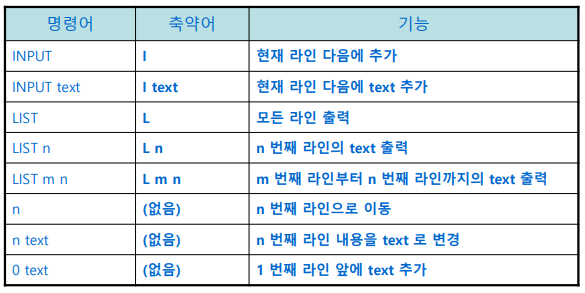 명령어 축약어 기능
INPUT I 현재 라인 다음에 추가
INPUT text I text 현재 라인 다음에 text 추가
LIST L 모든 라인 출력
LIST n L n n 번째 라인의 text 출력
LIST m n L m n m 번째 라인부터 n 번째 라인까지의 text 출력
n (없음) n 번째 라인으로 이동
n text (없음) n 번째 라인 내용을 text 로 변경
0 text (없음) 1 번째 라인 앞에 text 추가